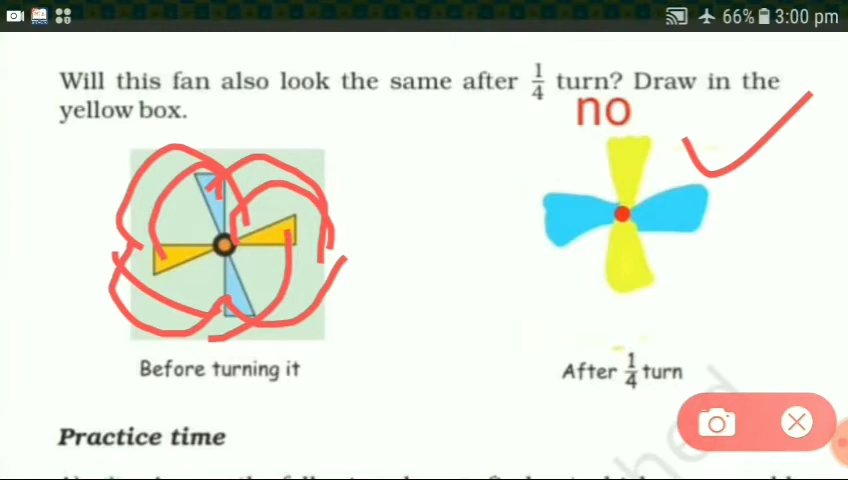 66% 3:00 pm
Will this fan also look the same after 1/4 turn? Draw in the
yellow box.
no
Before turning it
After 1/4 turn
Practice time